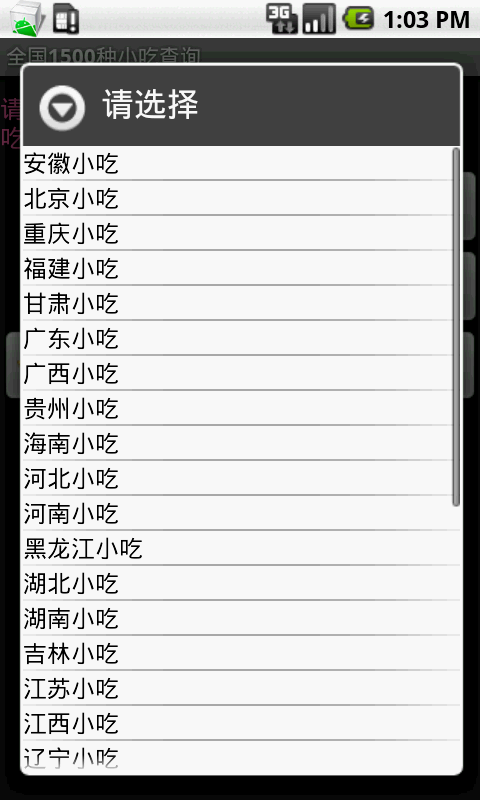 3G
1:03 PM
全国1500种小吃查询
请
吃
请选择
安徽小吃
北京小吃
重庆小吃
福建小吃
甘肃小吃
广东小吃
广西小吃
贵州小吃
海南小吃
河北小吃
河南小吃
黑龙江小吃
湖北小吃
湖南小吃
吉林小吃
江苏小吃
江西小吃
辽宁小吃